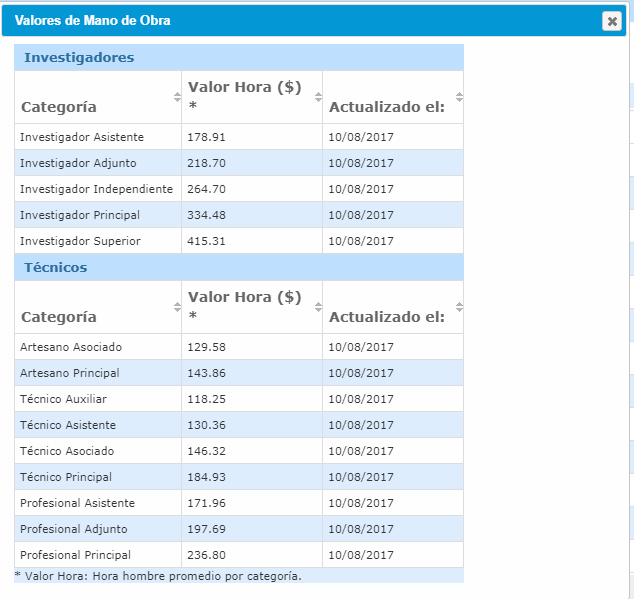 Valores de Mano de Obra
Investigadores
Categoría Valor Hora ($) * Actualizado el:
Investigador Asistente 178.91 10/08/2017
Investigador Adjunto 218.70 10/08/2017
Investigador Independiente 264.70 10/08/2017
Investigador Principal 334.48 10/08/2017
Investigador Superior 415.31 10/08/2017
Técnicos
Categoría Valor Hora ($) * Actualizado el:
Artesano Asociado 129.58 10/08/2017
Artesano Principal 143.86 10/08/2017
Técnico Auxiliar 118.25 10/08/2017
Técnico Asistente 130.36 10/08/2017
Técnico Asociado 146.32 10/08/2017
Técnico Principal 184.93 10/08/2017
Profesional Asistente 171.96 10/08/2017
Profesional Adjunto 197.69 10/08/2017
Profesional Principal 236.80 10/08/2017
* Valor Hora: Hora hombre promedio por categoría.